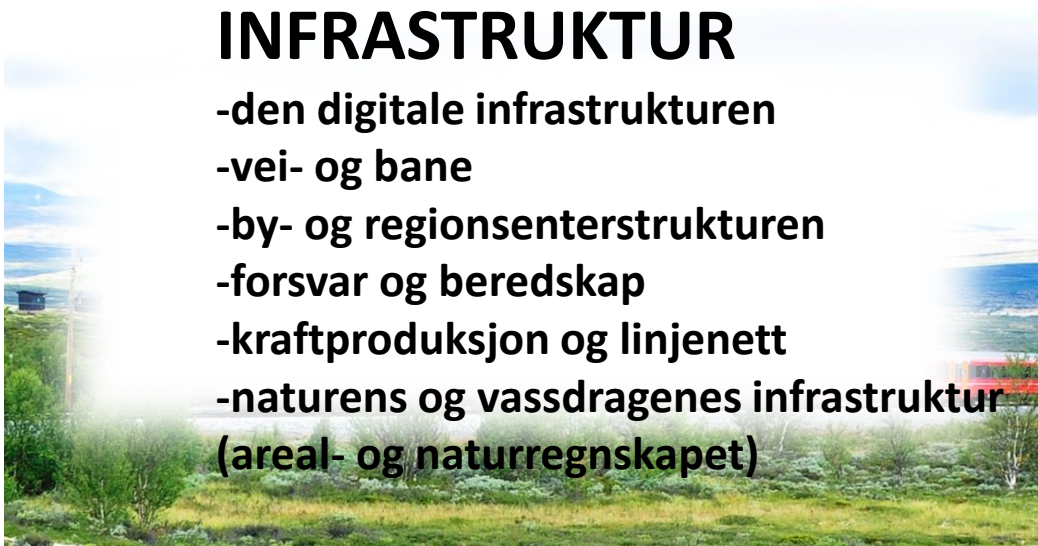 INFRASTRUKTUR
-den digitale infrastrukturen
-vei- og bane
-by- og regionsenterstrukturen
-forsvar og beredskap
-kraftproduksjon og linjenett
-naturens og vassdragenes infrastruktur
(areal- og naturregnskapet)